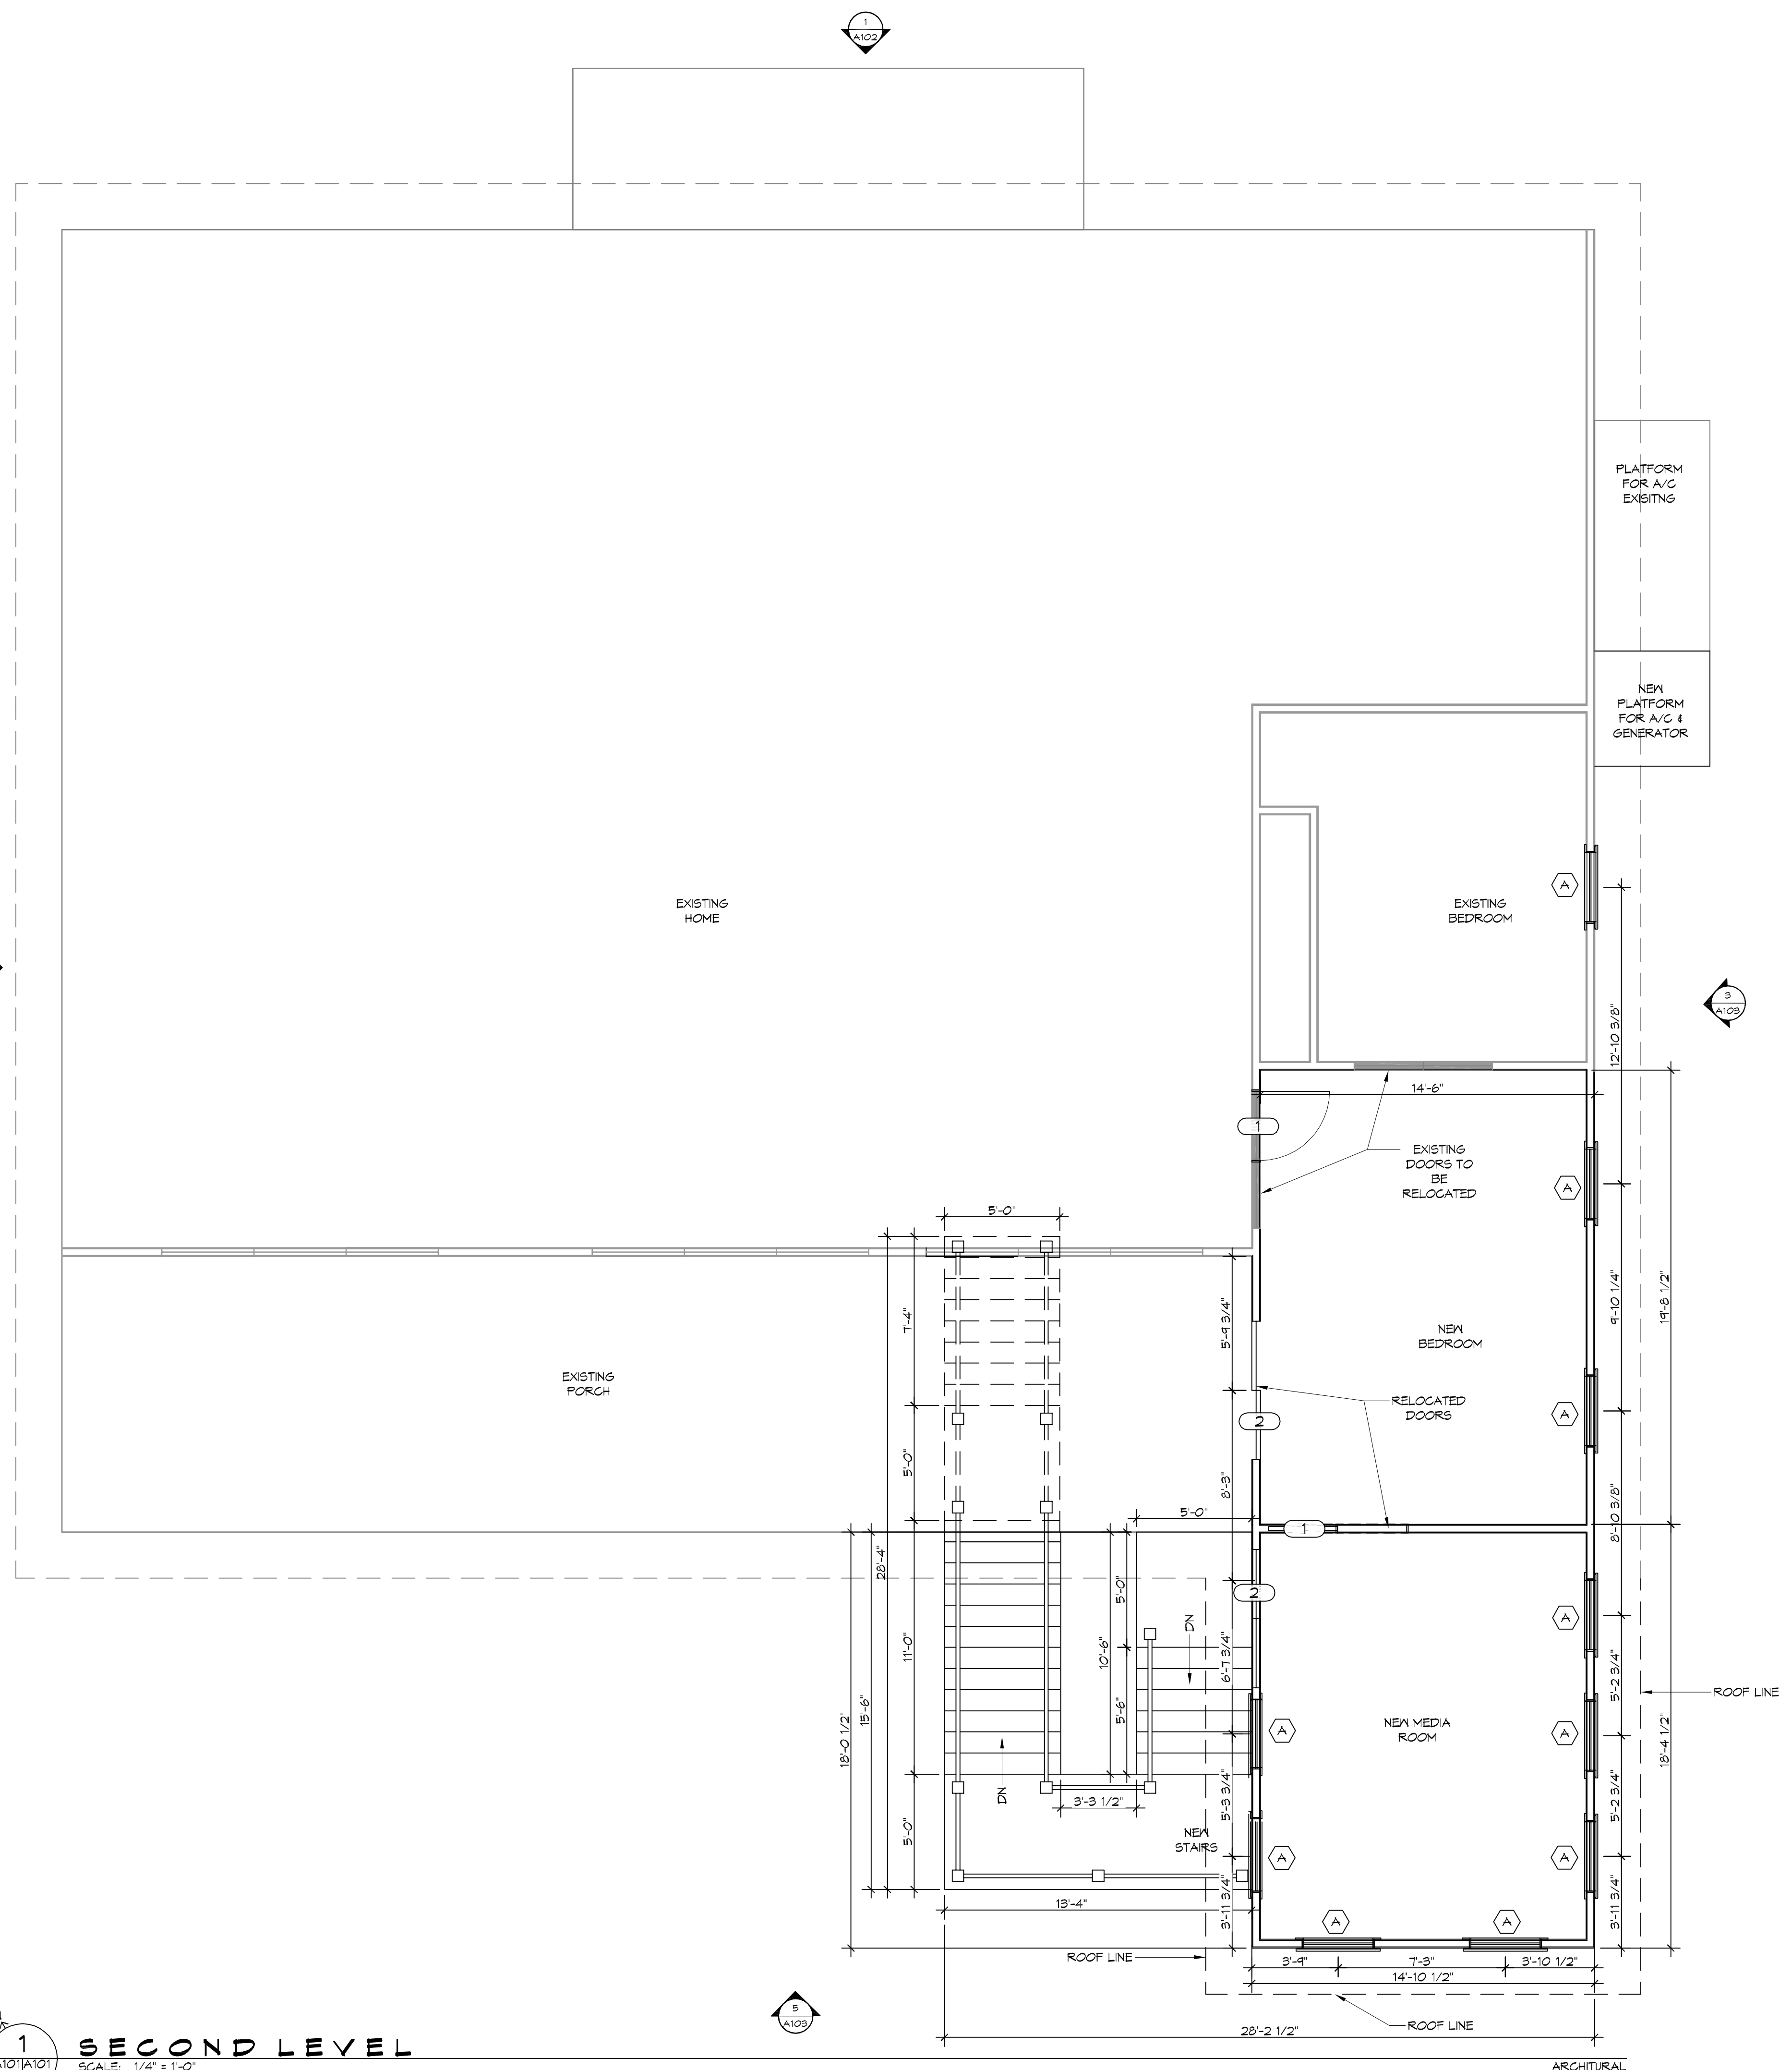 1
A102
PLATFORM
FOR A/C
EXISITNG
NEW
PLATFORM
FOR A/C &
GENERATOR
EXISTING
HOME
EXISTING
BEDROOM
A
3
A103
12'-10 3/8"
14'-6"
1
EXISTING
DOORS TO
BE
RELOCATED
A
5'-0"
7'-4"
5'-9 3/4"
9'-10 1/4"
19'-8 1/2"
NEW
BEDROOM
EXISTING
PORCH
RELOCATED
DOORS
2
A
5'-0"
8'-3"
8'-10 3/8"
5'-0"
1
28'-4"
2
5'-0"
A
DN
11'-0"
10'-6"
6'-7 3/4"
5'-2 3/4"
ROOF LINE
15'-6"
18'-0 1/2"
5'-6"
A
NEW MEDIA
ROOM
A
18'-4 1/2"
DN
3'-3 1/2"
5'-3 3/4"
5'-2 3/4"
5'-0"
NEW
STAIRS
A
A
13'-4"
3'-11 3/4"
A
A
3'-11 3/4"
ROOF LINE
3'-9"
7'-3"
3'-10 1/2"
14'-10 1/2"
5
A103
ROOF LINE
28'-2 1/2"
1
A101 A101
SECOND LEVEL
SCALE: 1/4" = 1'-0"
ARCHITURAL